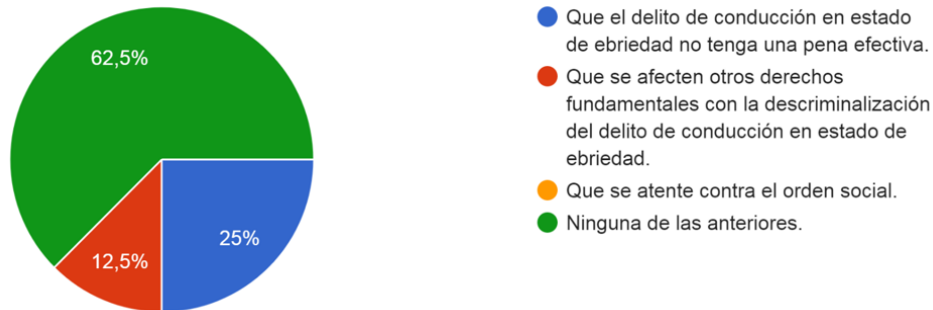 62,5%
12,5%
25%
Que el delito de conducción en estado
de ebriedad no tenga una pena efectiva.
Que se afecten otros derechos
fundamentales con la descriminalización
del delito de conducción en estado de
ebriedad.
Que se atente contra el orden social.
Ninguna de las anteriores.